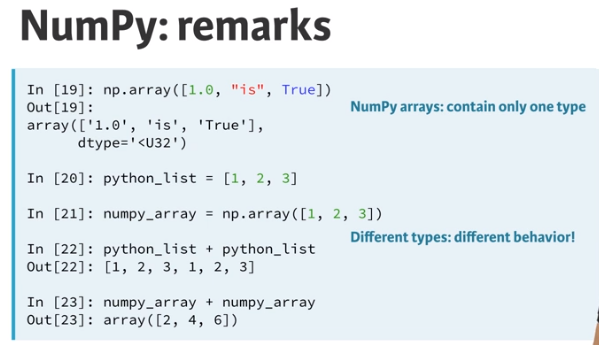 NumPy: remarks
In [19]: np.array([1.0, "is", True])
Out[19]:
NumPy arrays: contain only one type
array(['1.0', 'is', 'True'],
dtype='<U32')
In [20]: python_list = [1, 2, 3]
In [21]: numpy_array = np.array([1, 2, 3])
Different types: different behavior!
In [22]: python_list + python_list
Out[22]: [1, 2, 3, 1, 2, 3]
In [23]: numpy_array + numpy_array
Out[23]: array([2, 4, 6])